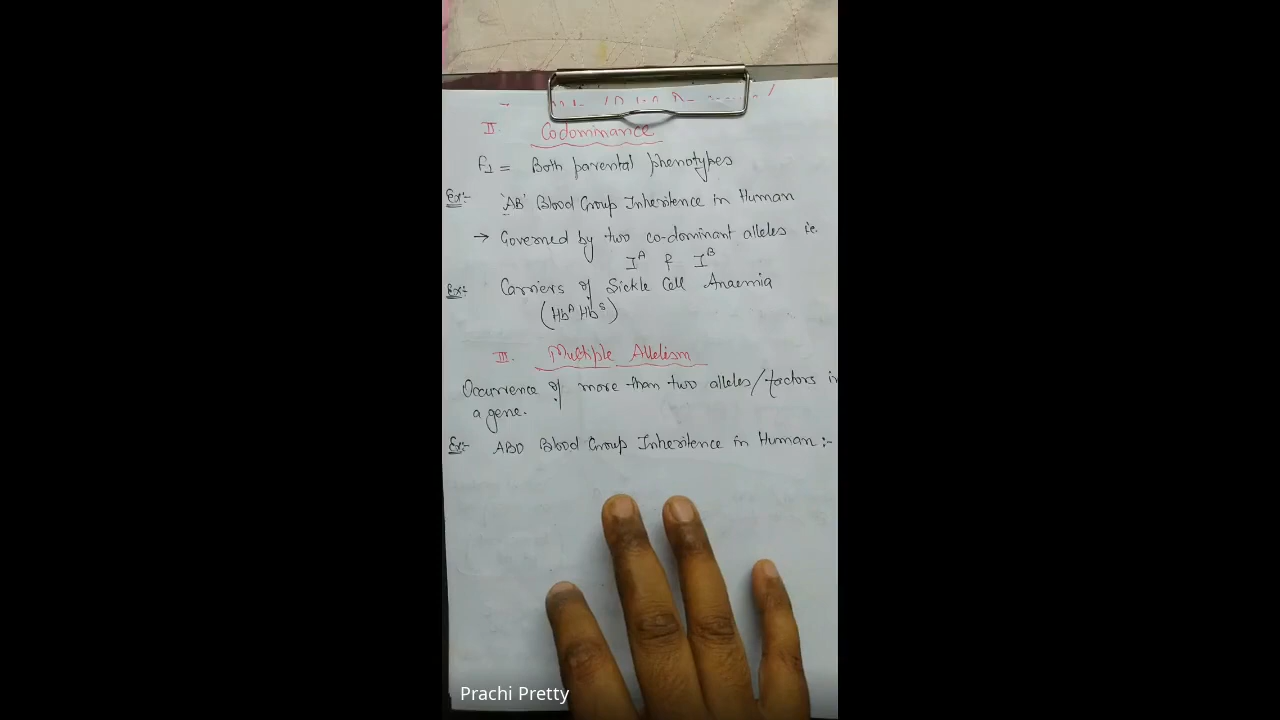 II. Codominance
F1 = Both parental phenotypes
Ex:- 'AB' Blood Group Inheritence in Human
→ Governed by two co-dominant alleles i.e.
I^A & I^B
Ex:- Carriers of Sickle Cell Anaemia
(Hb^A Hb^S)
III. Multiple Allelism
Occurrence of more than two alleles/factors in
a gene.
Ex:- ABO Blood Group Inheritence in Human :-
Prachi Pretty